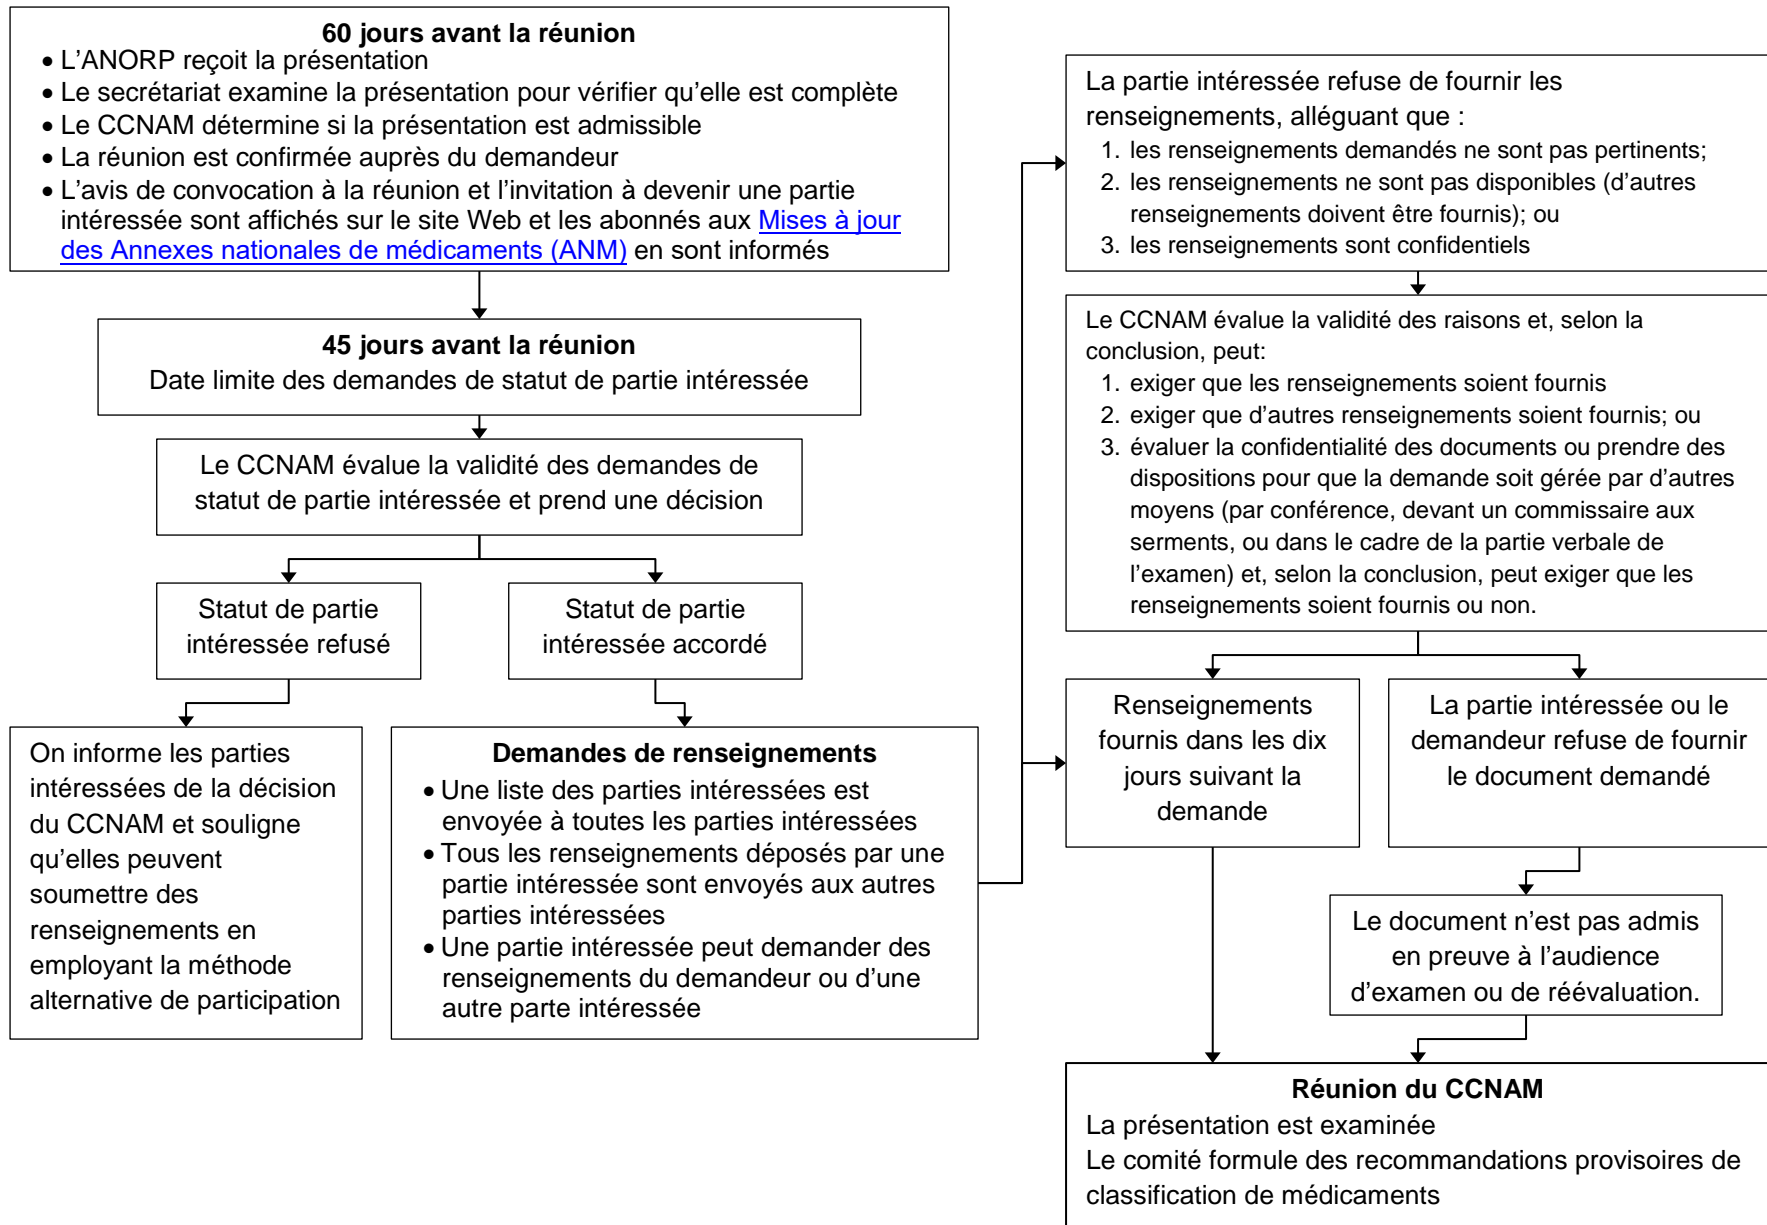 60 jours avant la réunion
• L'ANORP reçoit la présentation
• Le secrétariat examine la présentation pour vérifier qu'elle est complète
• Le CCNAM détermine si la présentation est admissible
• La réunion est confirmée auprès du demandeur
• L'avis de convocation à la réunion et l'invitation à devenir une partie
intéressée sont affichés sur le site Web et les abonnés aux Mises à jour
des Annexes nationales de médicaments (ANM) en sont informés
45 jours avant la réunion
Date limite des demandes de statut de partie intéressée
Le CCNAM évalue la validité des demandes de
statut de partie intéressée et prend une décision
Statut de partie
intéressée refusé
Statut de partie
intéressée accordé
On informe les parties
intéressées de la décision
du CCNAM et souligne
qu'elles peuvent
soumettre des
renseignements en
employant la méthode
alternative de participation
Demandes de renseignements
• Une liste des parties intéressées est
envoyée à toutes les parties intéressées
• Tous les renseignements déposés par une
partie intéressée sont envoyés aux autres
parties intéressées
• Une partie intéressée peut demander des
renseignements du demandeur ou d'une
autre parte intéressée
La partie intéressée refuse de fournir les
renseignements, alléguant que :
1. les renseignements demandés ne sont pas pertinents;
2. les renseignements ne sont pas disponibles (d'autres
renseignements doivent être fournis); ou
3. les renseignements sont confidentiels
Le CCNAM évalue la validité des raisons et, selon la
conclusion, peut:
1. exiger que les renseignements soient fournis
2. exiger que d'autres renseignements soient fournis; ou
3. évaluer la confidentialité des documents ou prendre des
dispositions pour que la demande soit gérée par d'autres
moyens (par conférence, devant un commissaire aux
serments, ou dans le cadre de la partie verbale de
l'examen) et, selon la conclusion, peut exiger que les
renseignements soient fournis ou non.
Renseignements
fournis dans les dix
jours suivant la
demande
La partie intéressée ou le
demandeur refuse de fournir
le document demandé
Le document n'est pas admis
en preuve à l'audience
d'examen ou de réévaluation.
Réunion du CCNAM
La présentation est examinée
Le comité formule des recommandations provisoires de
classification de médicaments